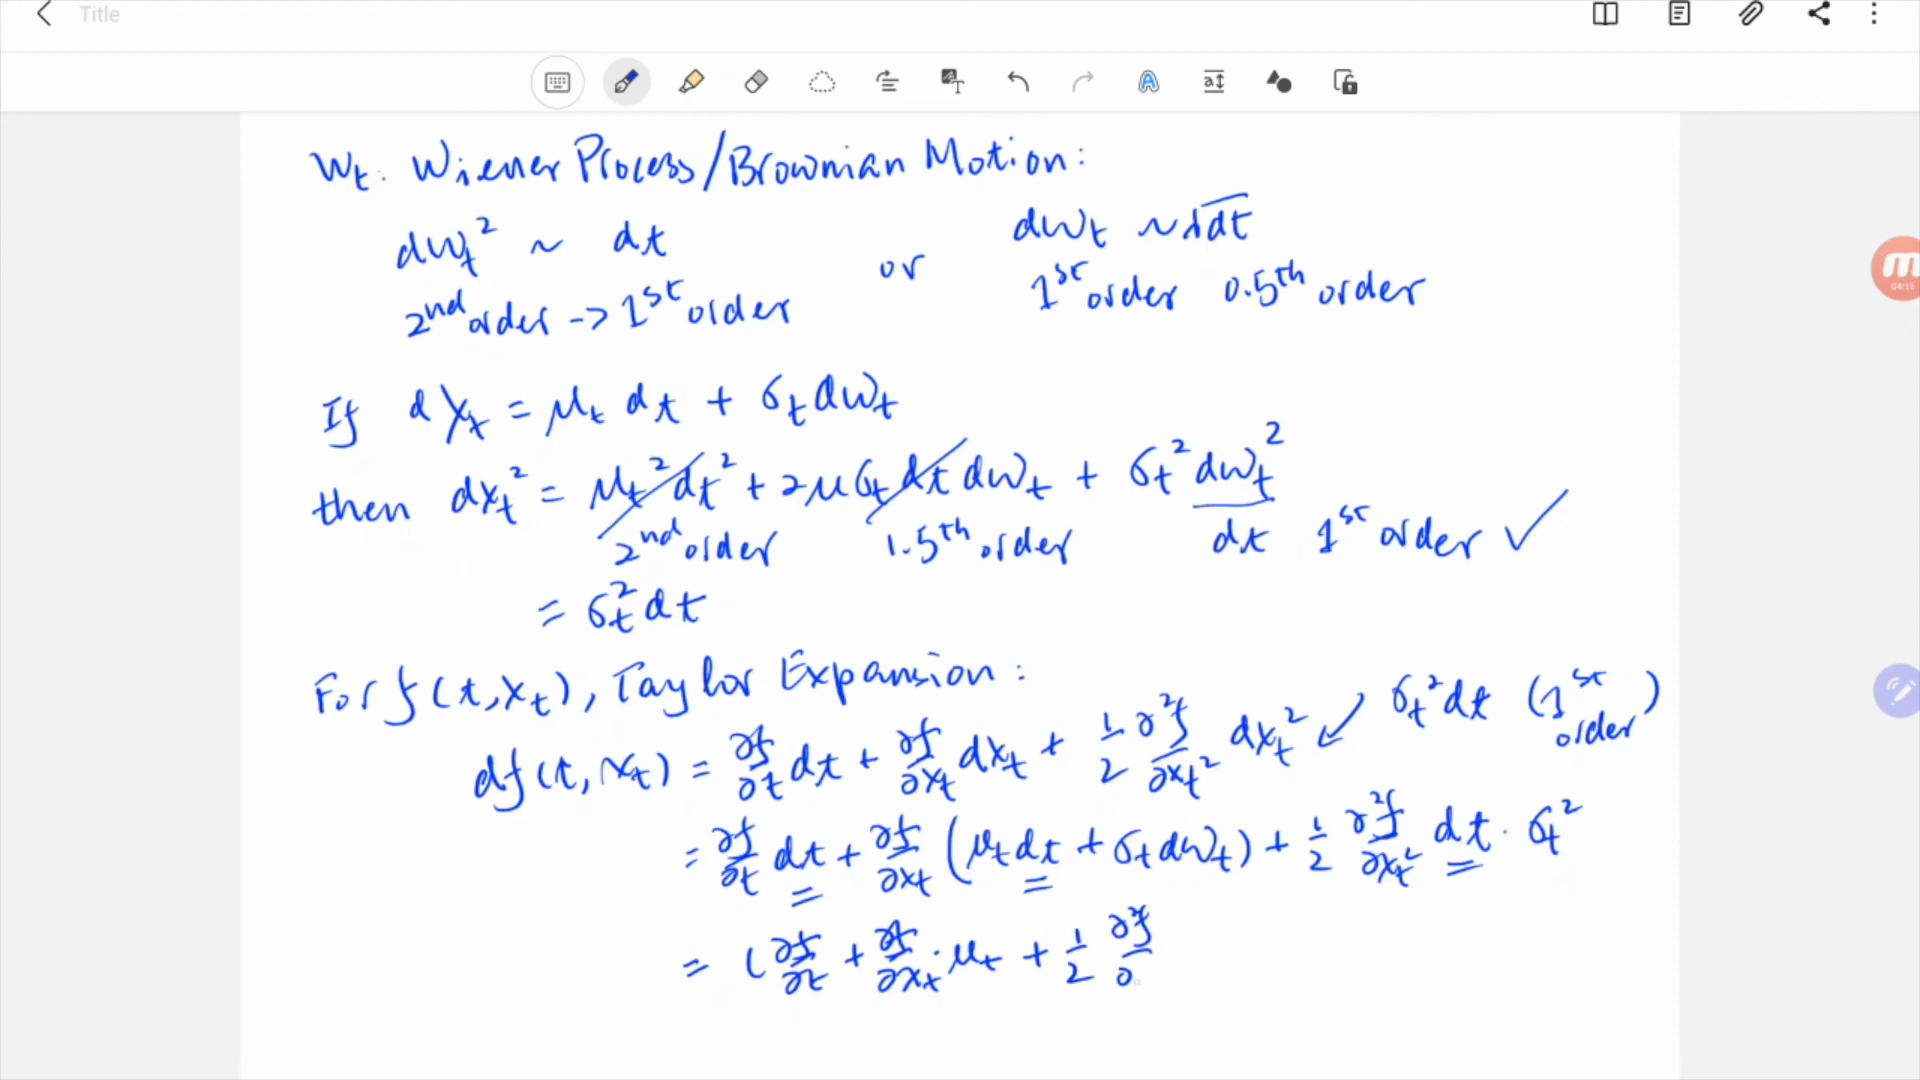 Title
Wt: Wiener Process/Brownian Motion:
dWt² ~ dt or dWt ~ √dt
2nd order -> 1st order 1st order 0.5th order
If dXt = μt dt + σt dWt
then dXt² = μt² dt² + 2μσt dt dWt + σt² dWt²
2nd order 1.5th order dt 1st order ✓
= σt² dt
For f(t,Xt), Taylor Expansion:
df(t,Xt) = ∂f/∂t dt + ∂f/∂Xt dXt + 1/2 ∂²f/∂Xt² dXt² ↙ σt² dt (1st order)
= ∂f/∂t dt + ∂f/∂Xt (μt dt + σt dWt) + 1/2 ∂²f/∂Xt² dt · σt²
= (∂f/∂t + ∂f/∂Xt · μt + 1/2 ∂²f/∂
04:15